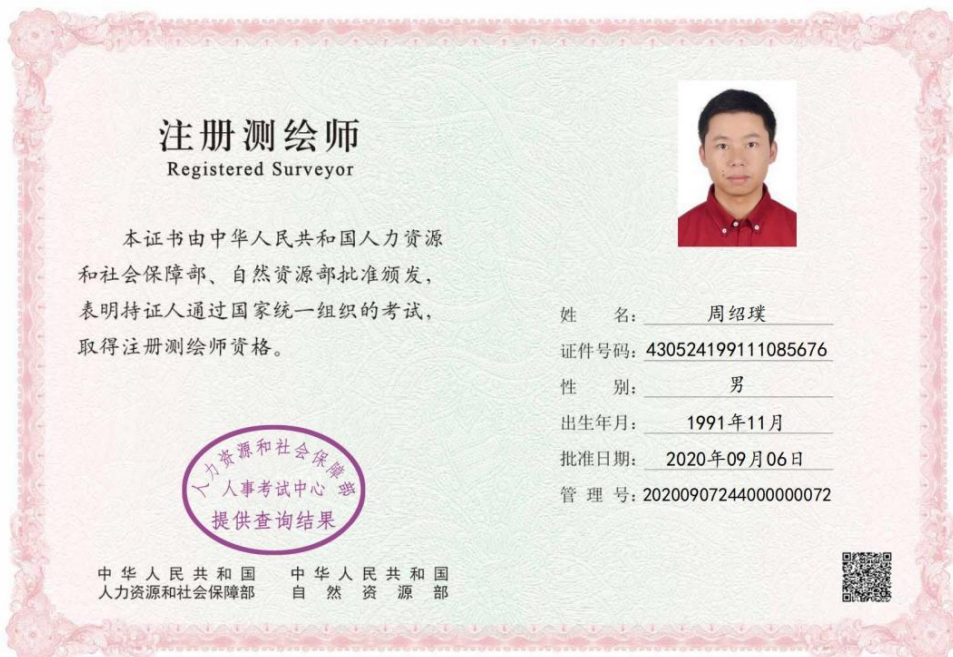 注册测绘师
Registered Surveyor
本证书由中华人民共和国人力资源
和社会保障部、自然资源部批准颁发，
表明持证人通过国家统一组织的考试，
取得注册测绘师资格。
姓 名： 周绍璞
证件号码： 430524199111085676
性 别： 男
出生年月： 1991年11月
批准日期： 2020年09月06日
管 理 号： 20200907244000000072
人力资源和社会保障部
人事考试中心
提供查询结果
中华人民共和国 中华人民共和国
人力资源和社会保障部 自然资源部